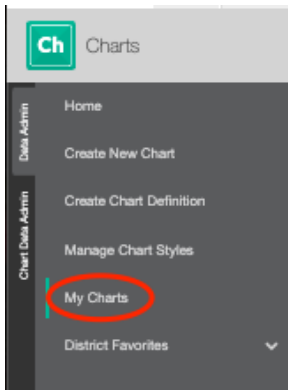 Ch Charts
Data Admin
Chart Data Admin
Home
Create New Chart
Create Chart Definition
Manage Chart Styles
My Charts
District Favorites